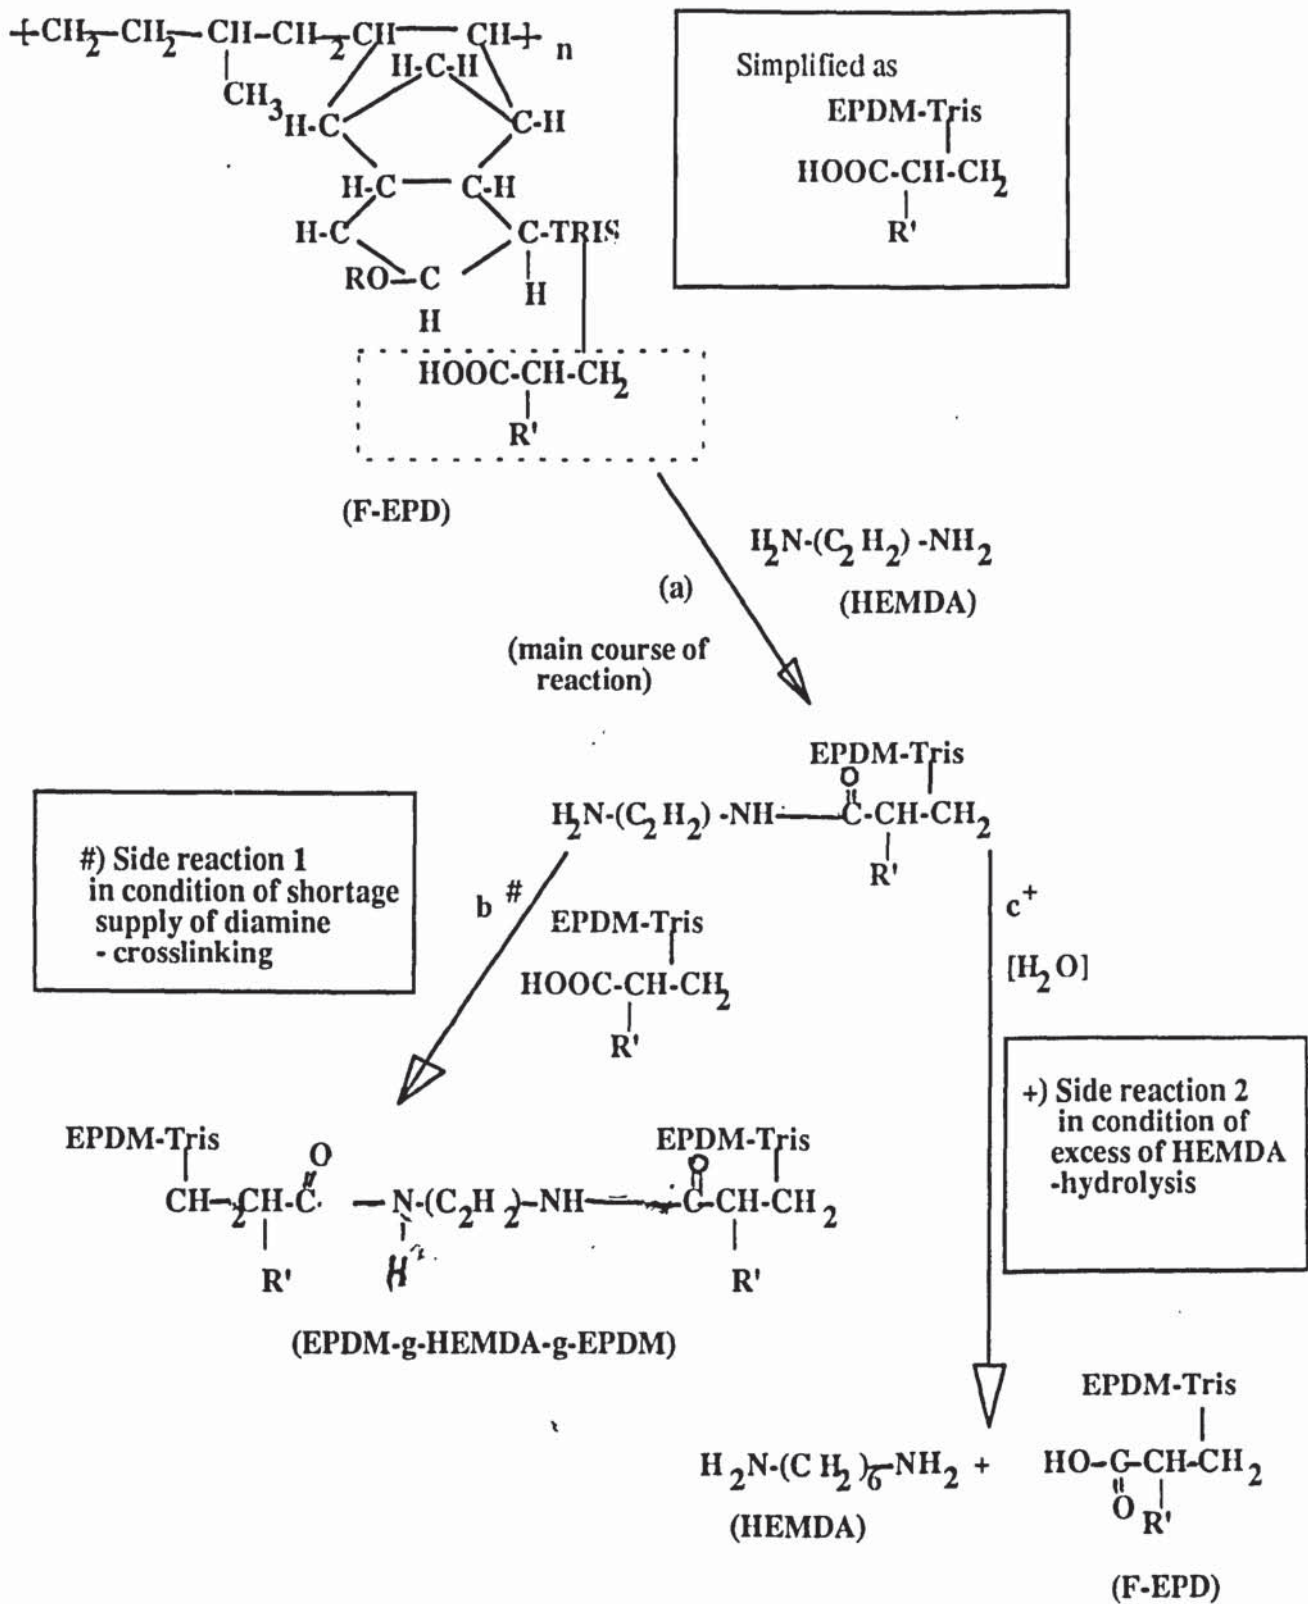 -[-CH2-CH2-CH-CH2-CH-CH-]- n
H-C-H
CH3
H-C C-H
H-C-C-H
H-C C-TRIS
RO-C H
H
HOOC-CH-CH2
R'
(F-EPD)
Simplified as
EPDM-Tris
HOOC-CH-CH2
R'
H2N-(C2H2)-NH2
(HEMDA)
(a)
(main course of
reaction)
EPDM-Tris
O
H2N-(C2H2)-NH-C-CH-CH2
R'
#) Side reaction 1
in condition of shortage
supply of diamine
- crosslinking
b #
EPDM-Tris
HOOC-CH-CH2
R'
c+
[H2O]
+) Side reaction 2
in condition of
excess of HEMDA
-hydrolysis
EPDM-Tris EPDM-Tris
O O
CH-2CH-C-N-(C2H2)-NH-C-CH-CH2
R' H R'
(EPDM-g-HEMDA-g-EPDM)
EPDM-Tris
H2N-(CH2)6-NH2 + HO-C-CH-CH2
O R'
(HEMDA)
(F-EPD)